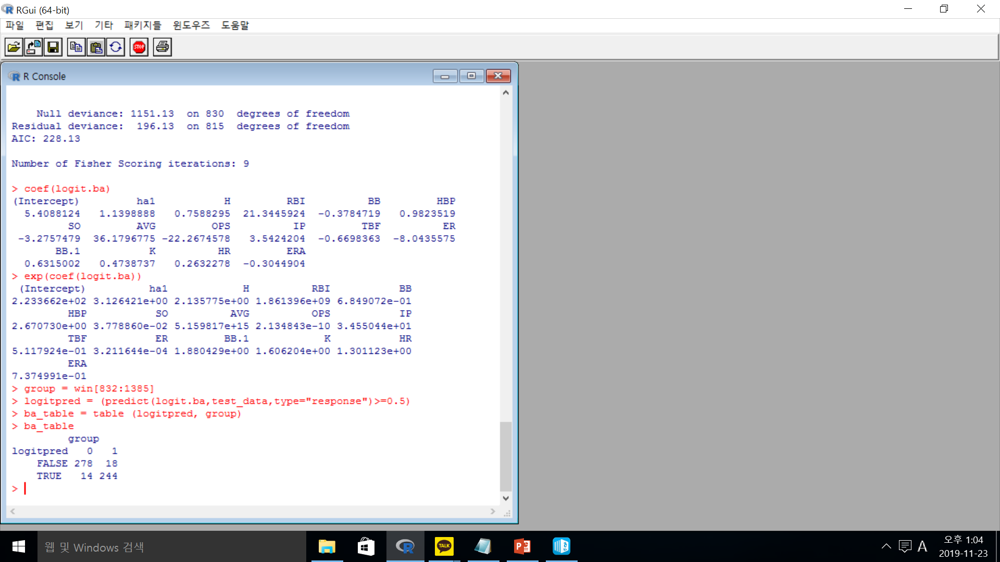 RGui (64-bit)
파일 편집 보기 기타 패키지들 윈도우즈 도움말
STOP
R Console
Null deviance: 1151.13  on 830  degrees of freedom
Residual deviance:  196.13  on 815  degrees of freedom
AIC: 228.13
Number of Fisher Scoring iterations: 9
> coef(logit.ba)
(Intercept) ha1 H RBI BB HBP
5.4088124 1.1398888 0.7588295 21.3445924 -0.3784719 0.9823519
SO AVG OPS IP TBF ER
-3.2757479 36.1796775 -22.2674578 3.5424204 -0.6698363 -8.0435575
BB.1 K HR ERA
0.6315002 0.4738737 0.2632278 -0.3044904
> exp(coef(logit.ba))
(Intercept) ha1 H RBI BB
2.233662e+02 3.126421e+00 2.135775e+00 1.861396e+09 6.849072e-01
HBP SO AVG OPS IP
2.670730e+00 3.778860e-02 5.159817e+15 2.134843e-10 3.455044e+01
TBF ER BB.1 K HR
5.117924e-01 3.211644e-04 1.880429e+00 1.606204e+00 1.301123e+00
ERA
7.374991e-01
> group = win[832:1385]
> logitpred = (predict(logit.ba,test_data,type="response")>=0.5)
> ba_table = table (logitpred, group)
> ba_table
group
logitpred 0 1
FALSE 278 18
TRUE 14 244
>
웹 및 Windows 검색
TALK
A
오후 1:04
2019-11-23